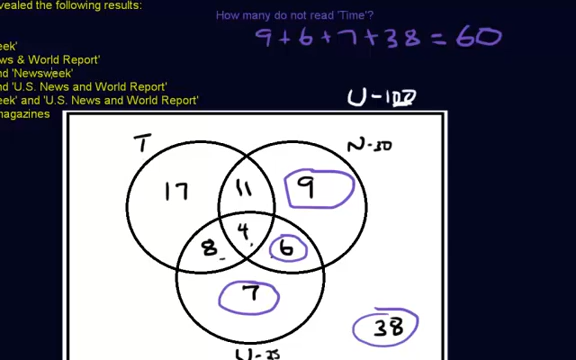 revealed the following results:
How many do not read 'Time'?
9+6+7+38=60
eek'
ws & World Report'
nd 'Newsweek'
nd 'U.S. News and World Report'
eek' and 'U.S. News and World Report'
magazines
U-100
T
N-30
17
11
9
4
8
6
7
38
U-25